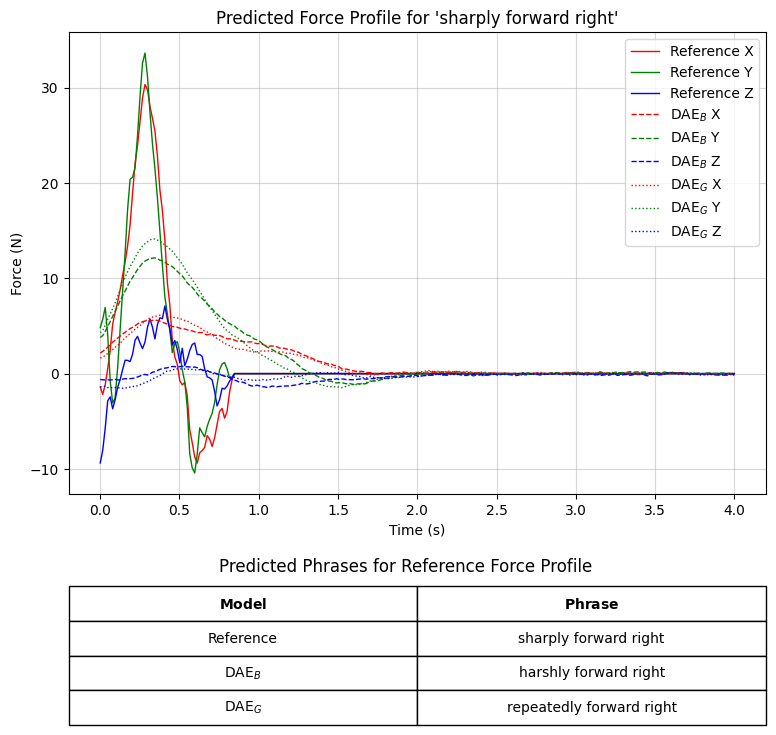 Predicted Force Profile for 'sharply forward right'
Force (N)
30
20
10
0
−10
Reference X
Reference Y
Reference Z
DAE_B X
DAE_B Y
DAE_B Z
DAE_G X
DAE_G Y
DAE_G Z
0.0 0.5 1.0 1.5 2.0 2.5 3.0 3.5 4.0
Time (s)
Predicted Phrases for Reference Force Profile
Model Phrase
Reference sharply forward right
DAE_B harshly forward right
DAE_G repeatedly forward right